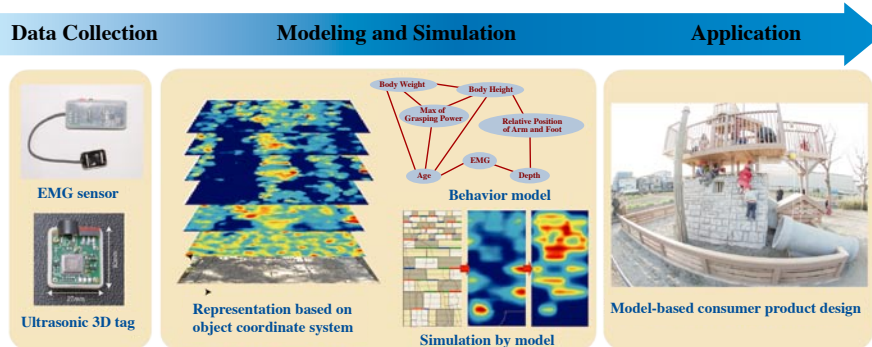 Data Collection
Modeling and Simulation
Application
EMG sensor
27mm
Ultrasonic 3D tag
Representation based on
object coordinate system
Body Weight
Body Height
Max of
Grasping Power
Relative Position
of Arm and Foot
EMG
Age
Depth
Behavior model
Simulation by model
Model-based consumer product design